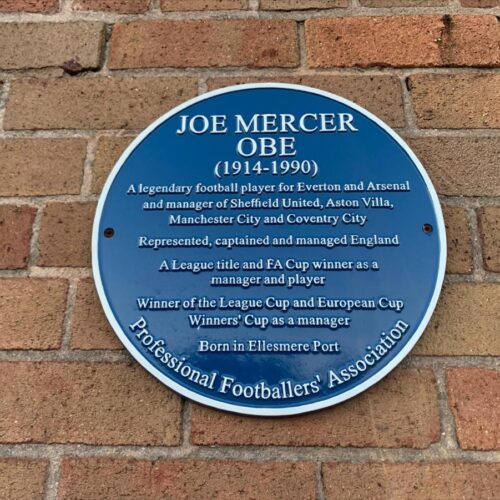 JOE MERCER
OBE
(1914-1990)
A legendary football player for Everton and Arsenal
and manager of Sheffield United, Aston Villa,
Manchester City and Coventry City
Represented, captained and managed England
A League title and FA Cup winner as a
manager and player
Winner of the League Cup and European Cup
Winners' Cup as a manager
Born in Ellesmere Port
Professional Footballers' Association